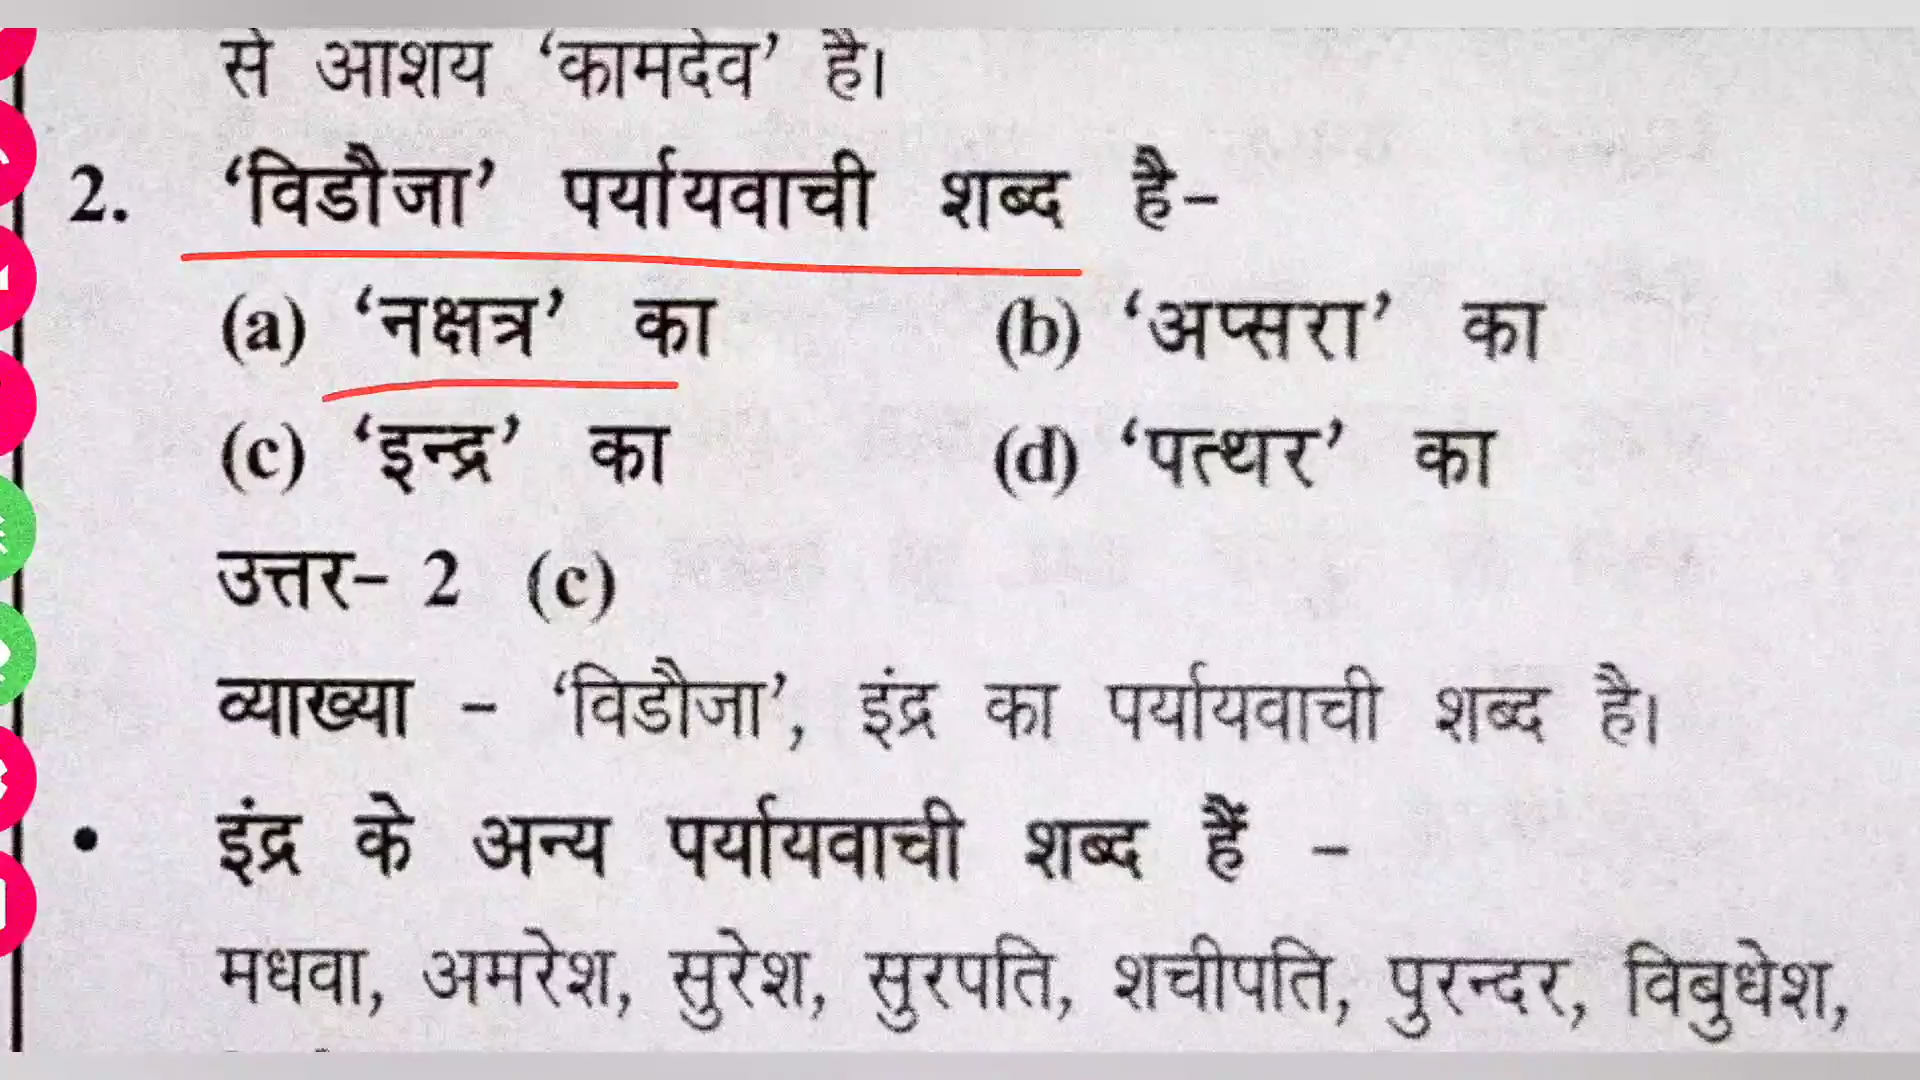 से आशय ‘कामदेव’ है।
2. ‘विडौजा’ पर्यायवाची शब्द है-
(a) ‘नक्षत्र’ का (b) ‘अप्सरा’ का
(c) ‘इन्द्र’ का (d) ‘पत्थर’ का
उत्तर- 2 (c)
व्याख्या - ‘विडौजा’, इंद्र का पर्यायवाची शब्द है।
• इंद्र के अन्य पर्यायवाची शब्द हैं -
मधवा, अमरेश, सुरेश, सुरपति, शचीपति, पुरन्दर, विबुधेश,